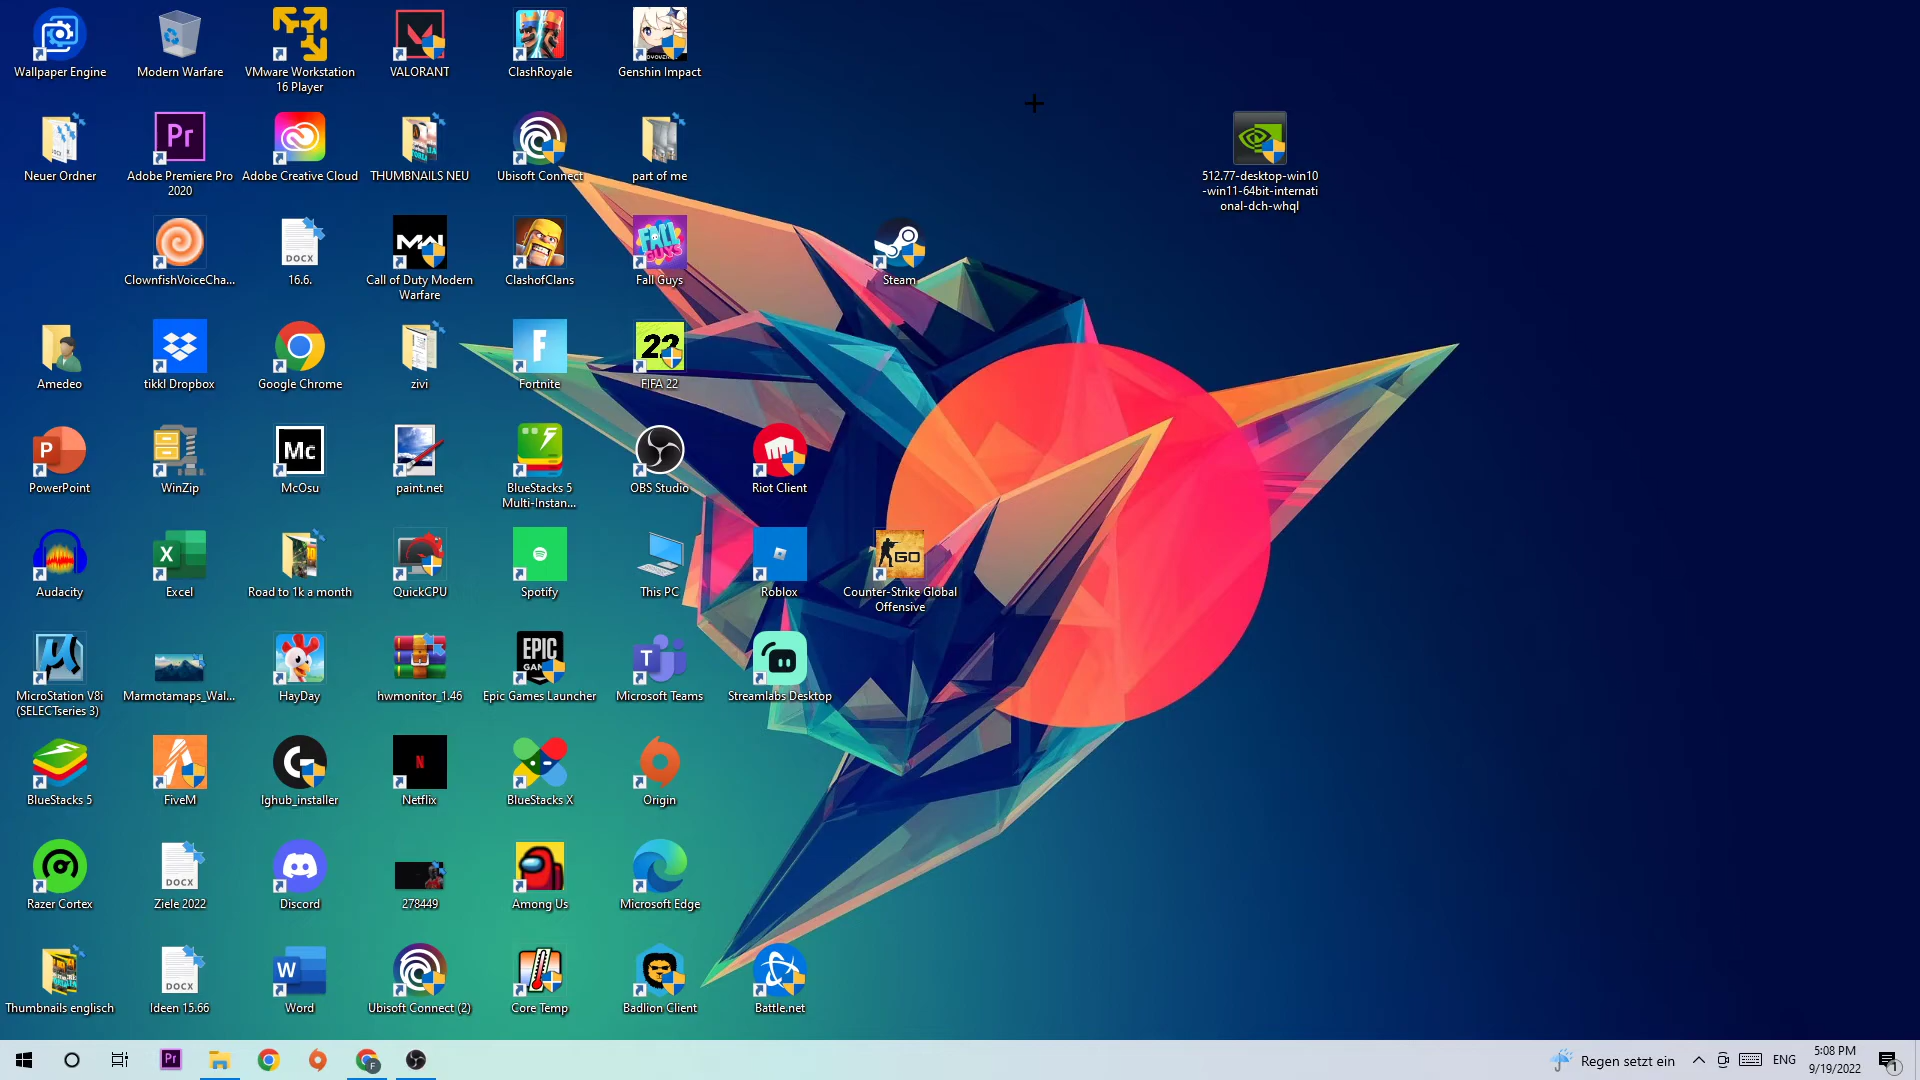 Wallpaper Engine
Modern Warfare
VMware Workstation
16 Player
VALORANT
ClashRoyale
Genshin Impact
Neuer Ordner
Adobe Premiere Pro
2020
Adobe Creative Cloud
THUMBNAILS NEU
Ubisoft Connect
part of me
512.77-desktop-win10
-win11-64bit-internati
onal-dch-whql
ClownfishVoiceCha...
16.6.
Call of Duty Modern
Warfare
ClashofClans
Fall Guys
Steam
Amedeo
tikkl Dropbox
Google Chrome
zivi
Fortnite
FIFA 22
PowerPoint
WinZip
McOsu
paint.net
BlueStacks 5
Multi-Instan...
OBS Studio
Riot Client
Audacity
Excel
Road to 1k a month
QuickCPU
Spotify
This PC
Roblox
Counter-Strike Global
Offensive
MicroStation V8i
(SELECTseries 3)
Marmotamaps_Wal...
HayDay
hwmonitor_1.46
Epic Games Launcher
Microsoft Teams
Streamlabs Desktop
BlueStacks 5
FiveM
lghub_installer
Netflix
BlueStacks X
Origin
Razer Cortex
Ziele 2022
Discord
278449
Among Us
Microsoft Edge
Thumbnails englisch
Ideen 15.66
Word
Ubisoft Connect (2)
Core Temp
Badlion Client
Battle.net
Regen setzt ein
ENG
5:08 PM
9/19/2022
1